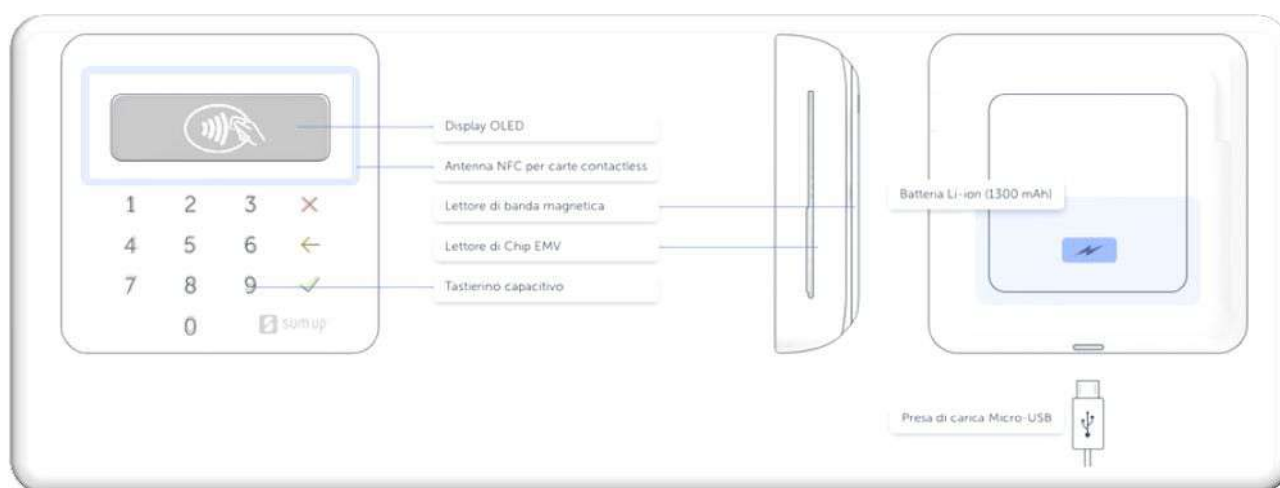 Display OLED
Antenna NFC per carte contactless
1 2 3
Lettore di banda magnetica
Batteria Li-ion (1300 mAh)
4 5 6
Lettore di Chip EMV
7 8 9
Tastierino capacitivo
0
sumup
Presa di carica Micro-USB